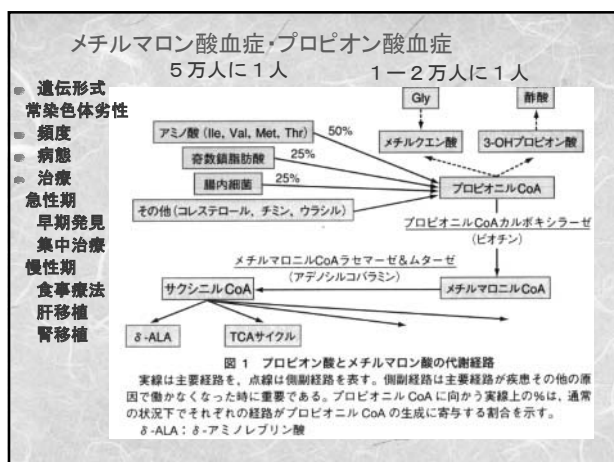 メチルマロン酸血症・プロピオン酸血症
５万人に１人　　１ー２万人に１人
遺伝形式
常染色体劣性
頻度
病態
治療
急性期
早期発見
集中治療
慢性期
食事療法
肝移植
腎移植
Gly
酢酸
アミノ酸 (Ile, Val, Met, Thr)
50%
メチルクエン酸
3-OHプロピオン酸
奇数鎖脂肪酸
25%
腸内細菌
25%
プロピオニルCoA
その他 (コレステロール, チミン, ウラシル)
プロピオニルCoAカルボキシラーゼ
(ビオチン)
メチルマロニルCoAラセマーゼ&ムターゼ
(アデノシルコバラミン)
サクシニルCoA
メチルマロニルCoA
δ-ALA
TCAサイクル
図 1　プロピオン酸とメチルマロン酸の代謝経路
実線は主要経路を，点線は側副経路を表す。側副経路は主要経路が疾患その他の原
因で働かなくなった時に重要である。プロピオニル CoA に向かう実線上の%は，通常
の状況下でそれぞれの経路がプロピオニル CoA の生成に寄与する割合を示す。
δ-ALA：δ-アミノレブリン酸